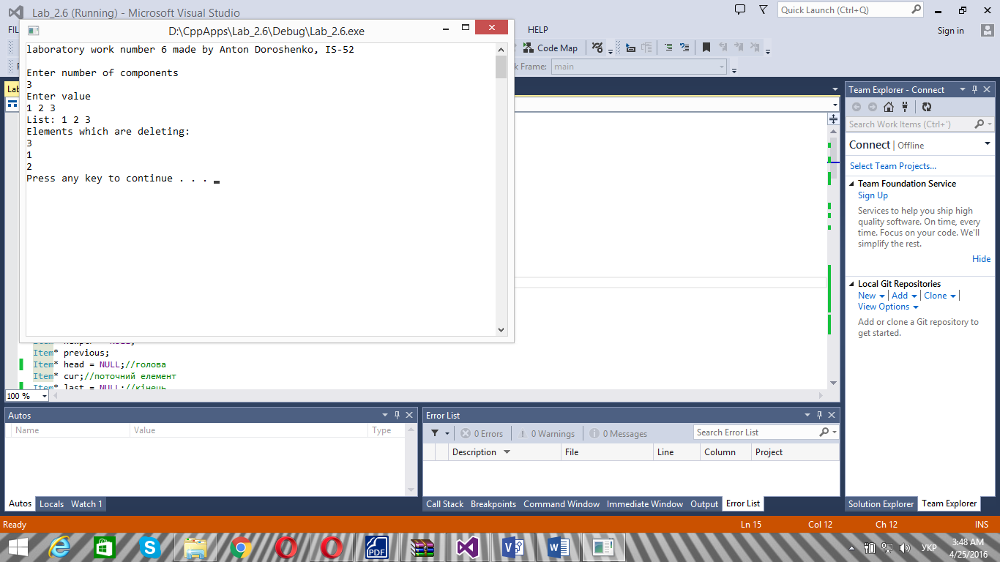 Lab_2.6 (Running) - Microsoft Visual Studio
Quick Launch (Ctrl+Q)
D:\CppApps\Lab_2.6\Debug\Lab_2.6.exe
HELP
Sign in
Code Map
Frame:
main
laboratory work number 6 made by Anton Doroshenko, IS-52
Enter number of components
3
Enter value
1 2 3
List: 1 2 3
Elements which are deleting:
3
1
2
Press any key to continue . . .
Item* previous;
Item* head = NULL;//голова
Item* cur;//поточний елемент
Item* last = NULL;//кінець
100 %
Team Explorer - Connect
Search Work Items (Ctrl+')
Connect | Offline
Select Team Projects...
Team Foundation Service
Sign Up
Services to help you ship high
quality software. On time, every
time. Focus on your code. We'll
simplify the rest.
Hide
Local Git Repositories
New | Add | Clone |
View Options
Add or clone a Git repository to
get started.
Autos
Name Value Type
Autos Locals Watch 1
Error List
0 Errors 0 Warnings 0 Messages
Search Error List
Description File Line Column Project
Call Stack Breakpoints Command Window Immediate Window Output Error List
Solution Explorer Team Explorer
Ready Ln 15 Col 12 Ch 12 INS
PDF
УКР
3:48 AM
4/25/2016